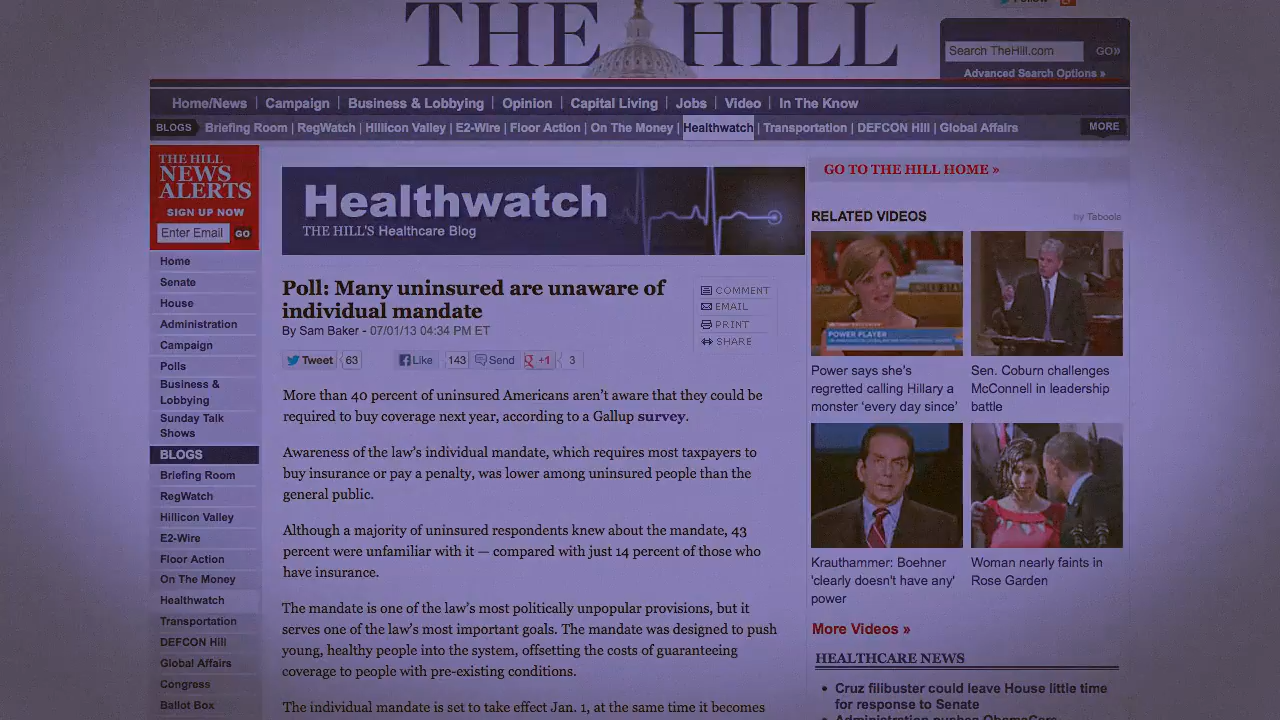 Follow
THE HILL
Search TheHill.com
GO»
Advanced Search Options »
Home/News | Campaign | Business & Lobbying | Opinion | Capital Living | Jobs | Video | In The Know
BLOGS
Briefing Room | RegWatch | Hillicon Valley | E2-Wire | Floor Action | On The Money | Healthwatch | Transportation | DEFCON Hill | Global Affairs
MORE
THE HILL
NEWS
ALERTS
SIGN UP NOW
Enter Email GO
Home
Senate
House
Administration
Campaign
Polls
Business &
Lobbying
Sunday Talk
Shows
BLOGS
Briefing Room
RegWatch
Hillicon Valley
E2-Wire
Floor Action
On The Money
Healthwatch
Transportation
DEFCON Hill
Global Affairs
Congress
Ballot Box
Healthwatch
THE HILL'S Healthcare Blog
Poll: Many uninsured are unaware of
individual mandate
By Sam Baker - 07/01/13 04:34 PM ET
COMMENT
EMAIL
PRINT
SHARE
Tweet 63
Like 143 Send
+1 3
More than 40 percent of uninsured Americans aren't aware that they could be
required to buy coverage next year, according to a Gallup survey.
Awareness of the law's individual mandate, which requires most taxpayers to
buy insurance or pay a penalty, was lower among uninsured people than the
general public.
Although a majority of uninsured respondents knew about the mandate, 43
percent were unfamiliar with it — compared with just 14 percent of those who
have insurance.
The mandate is one of the law's most politically unpopular provisions, but it
serves one of the law's most important goals. The mandate was designed to push
young, healthy people into the system, offsetting the costs of guaranteeing
coverage to people with pre-existing conditions.
The individual mandate is set to take effect Jan. 1, at the same time it becomes
GO TO THE HILL HOME »
RELATED VIDEOS
by Taboola
POWER PLAYER
Power says she's
regretted calling Hillary a
monster 'every day since'
Sen. Coburn challenges
McConnell in leadership
battle
Krauthammer: Boehner
'clearly doesn't have any'
power
Woman nearly faints in
Rose Garden
More Videos »
HEALTHCARE NEWS
• Cruz filibuster could leave House little time
for response to Senate
• Administration pushes ObamaCare